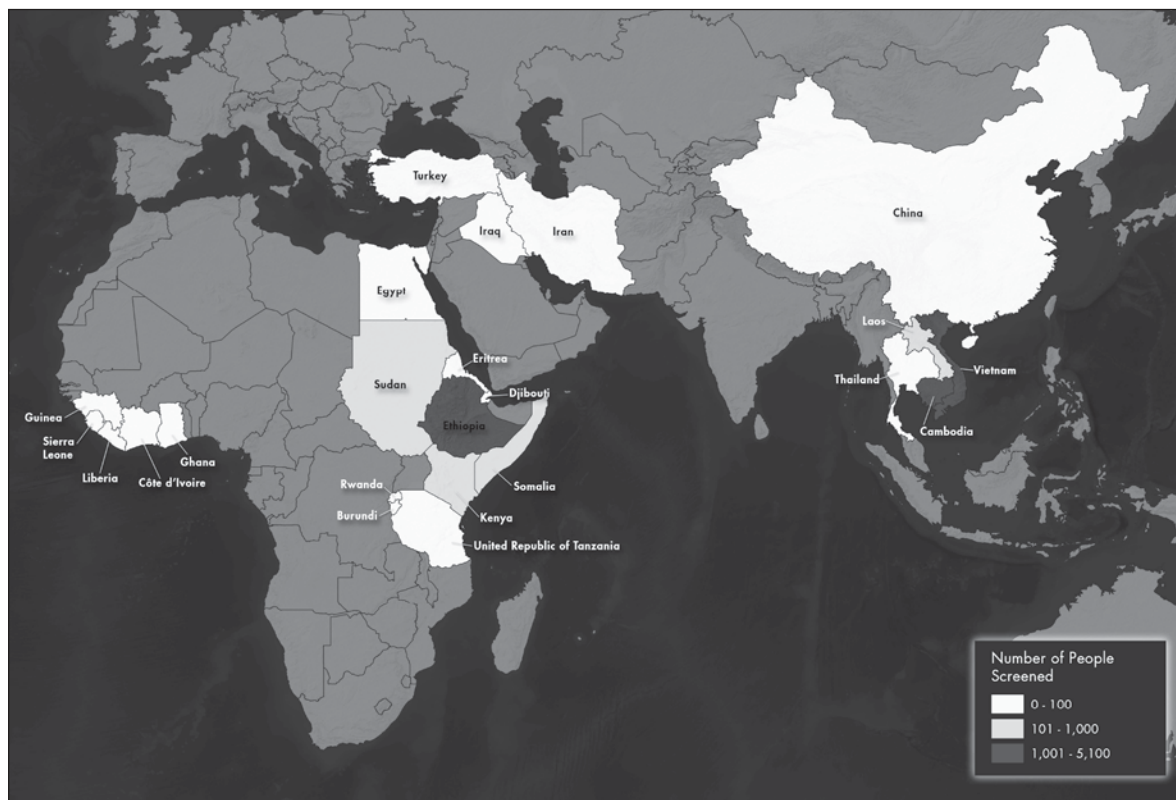 Turkey
China
Iraq
Iran
Egypt
Laos
Eritrea
Vietnam
Thailand
Sudan
Djibouti
Guinea
Ethiopia
Cambodia
Sierra
Leone
Ghana
Liberia
Côte d'Ivoire
Rwanda
Somalia
Burundi
Kenya
United Republic of Tanzania
Number of People
Screened
0 - 100
101 - 1,000
1,001 - 5,100